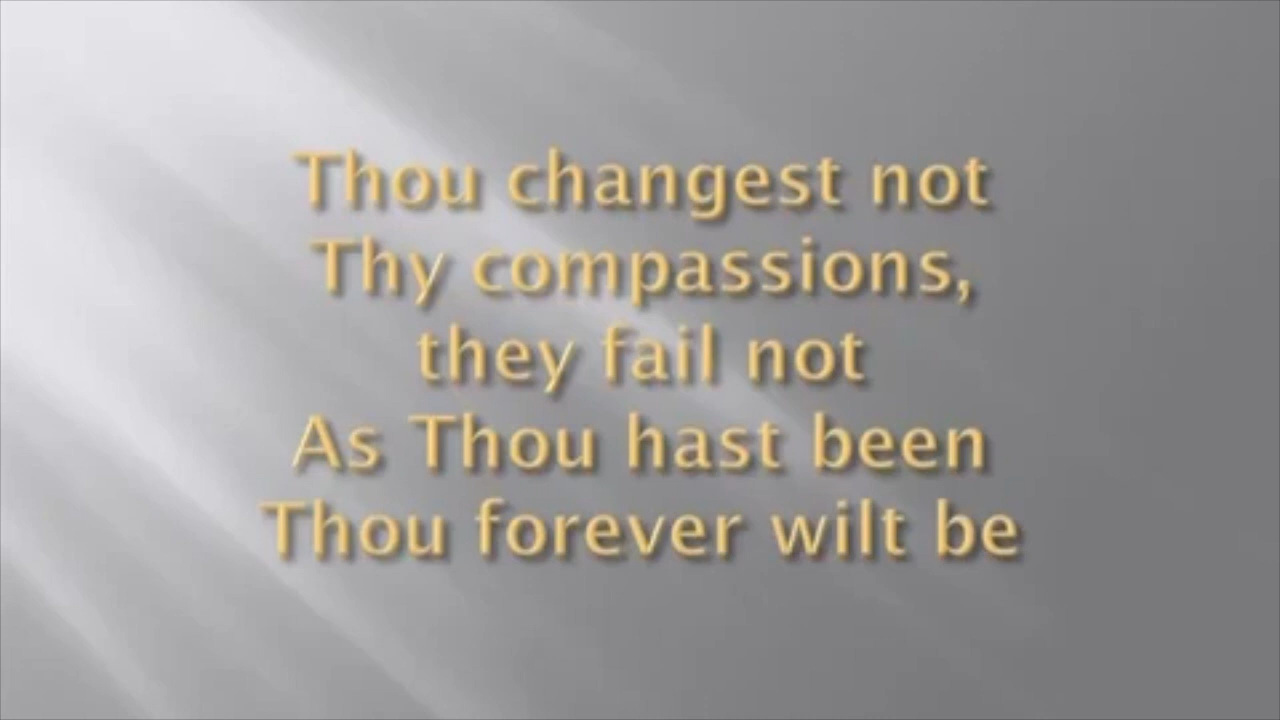 Thou changest not
Thy compassions,
they fail not
As Thou hast been
Thou forever wilt be